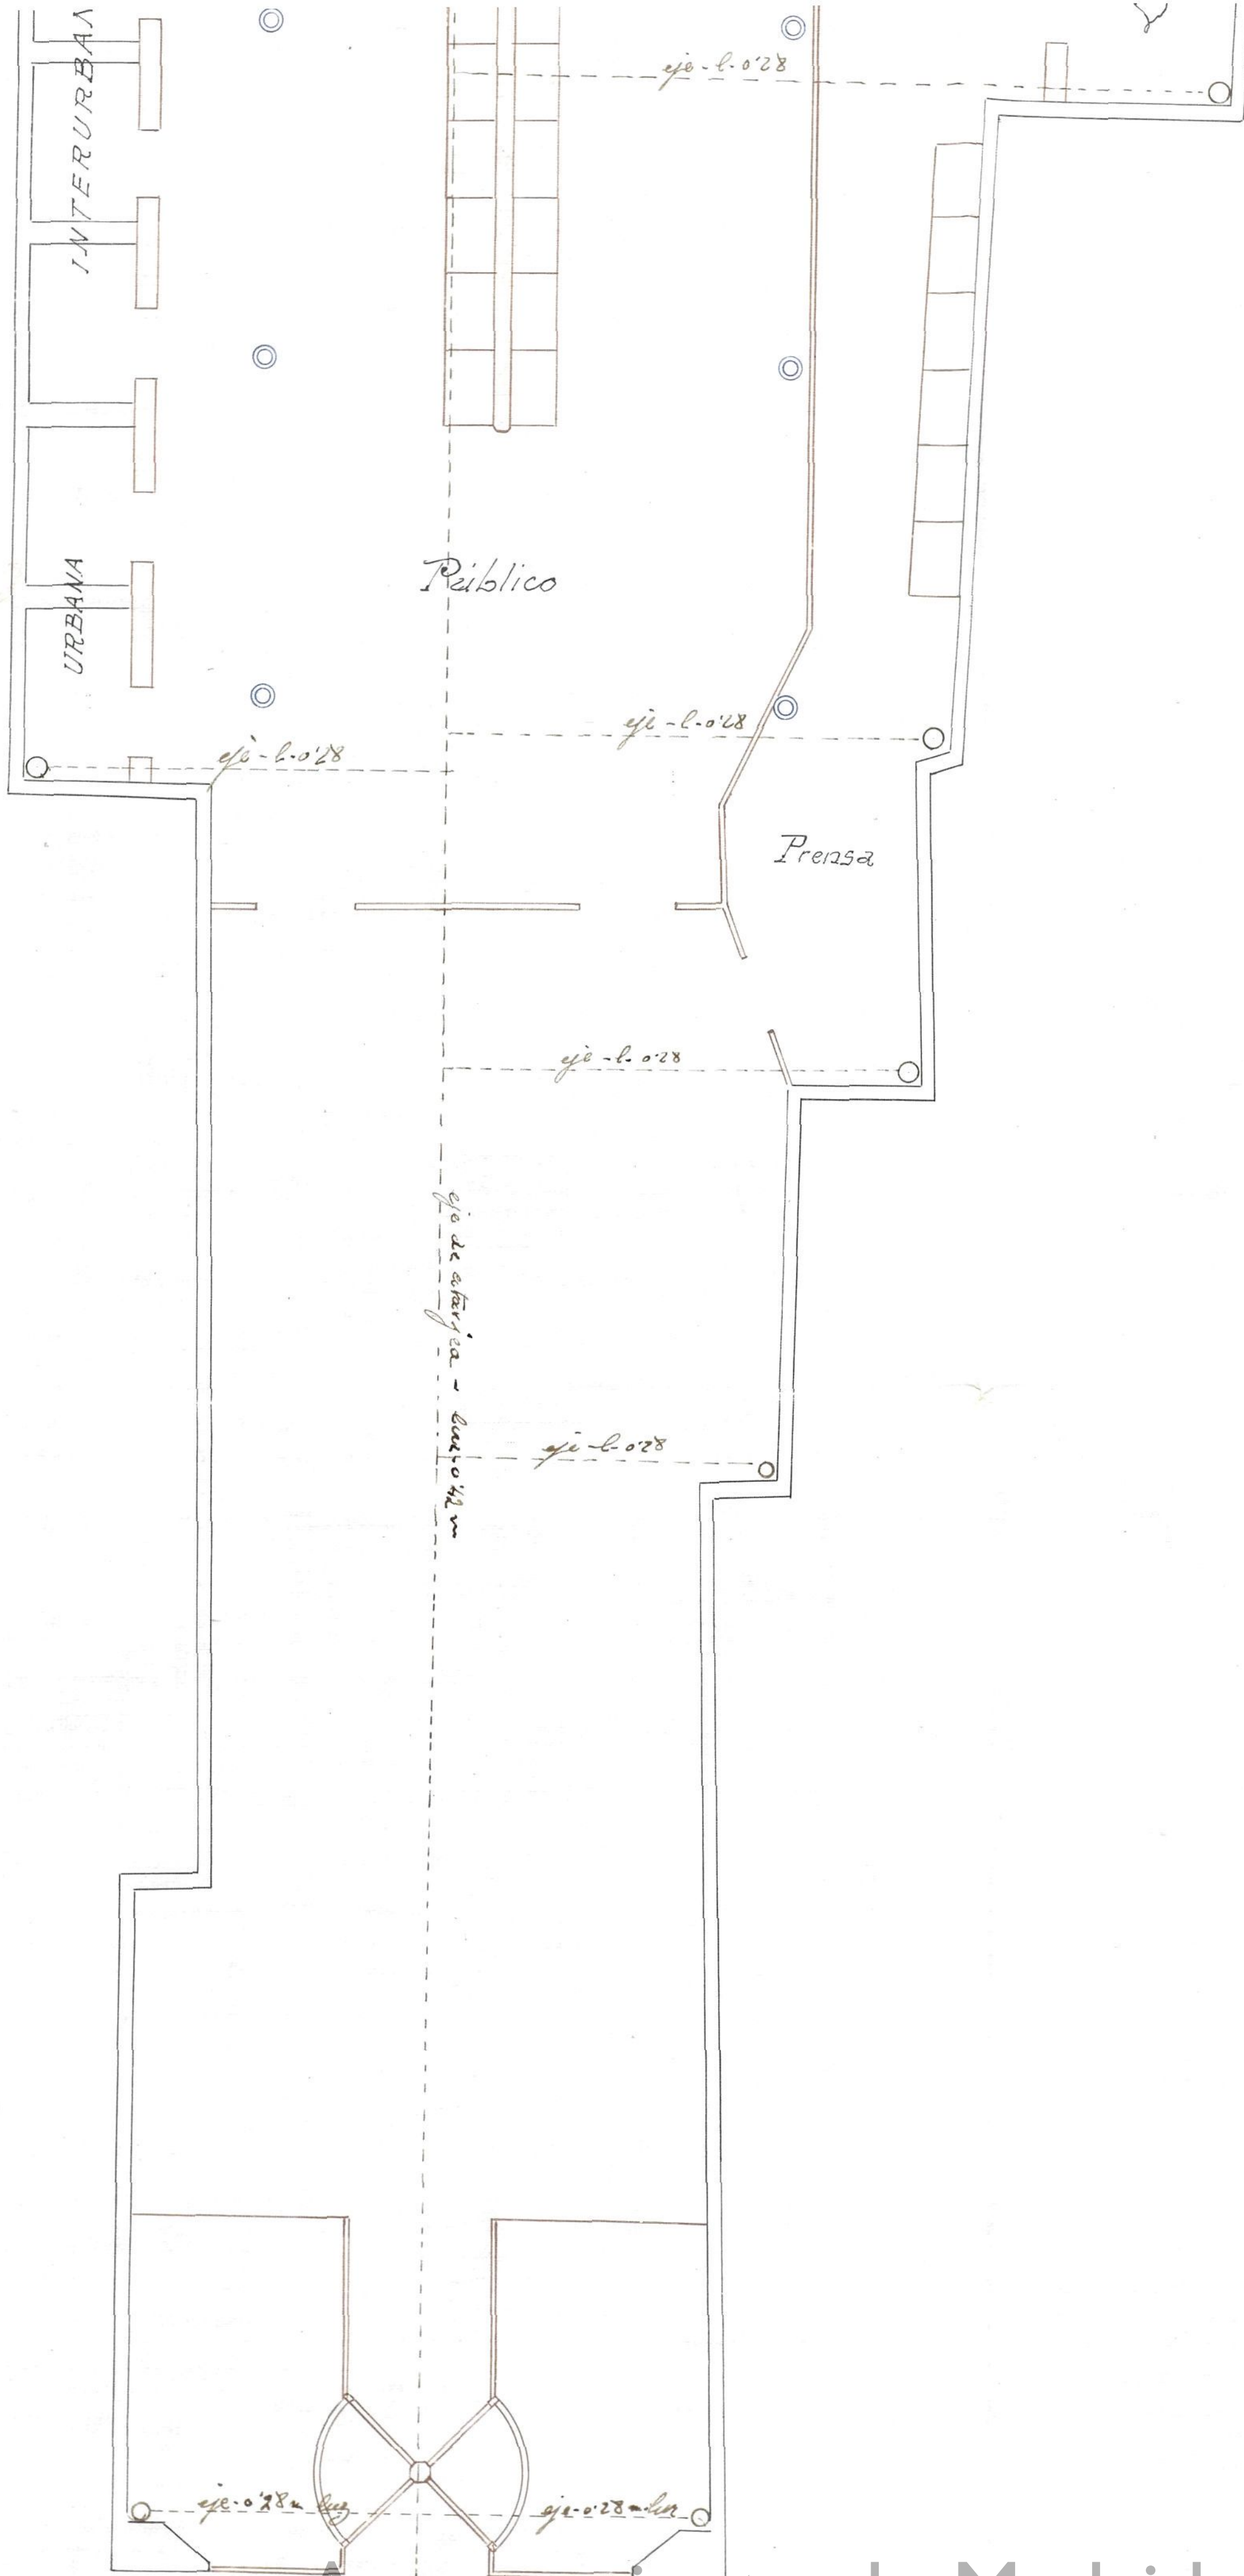 INTERURBAN
eje - l. 0'28
Público
URBANA
eje - l. 0'28
eje - l. 0'28
Prensa
eje - l. 0'28
eje de atarjea - luz - 0'42 m
eje - l - 0'28
eje - 0'28 m luz
eje - 0'28 m luz